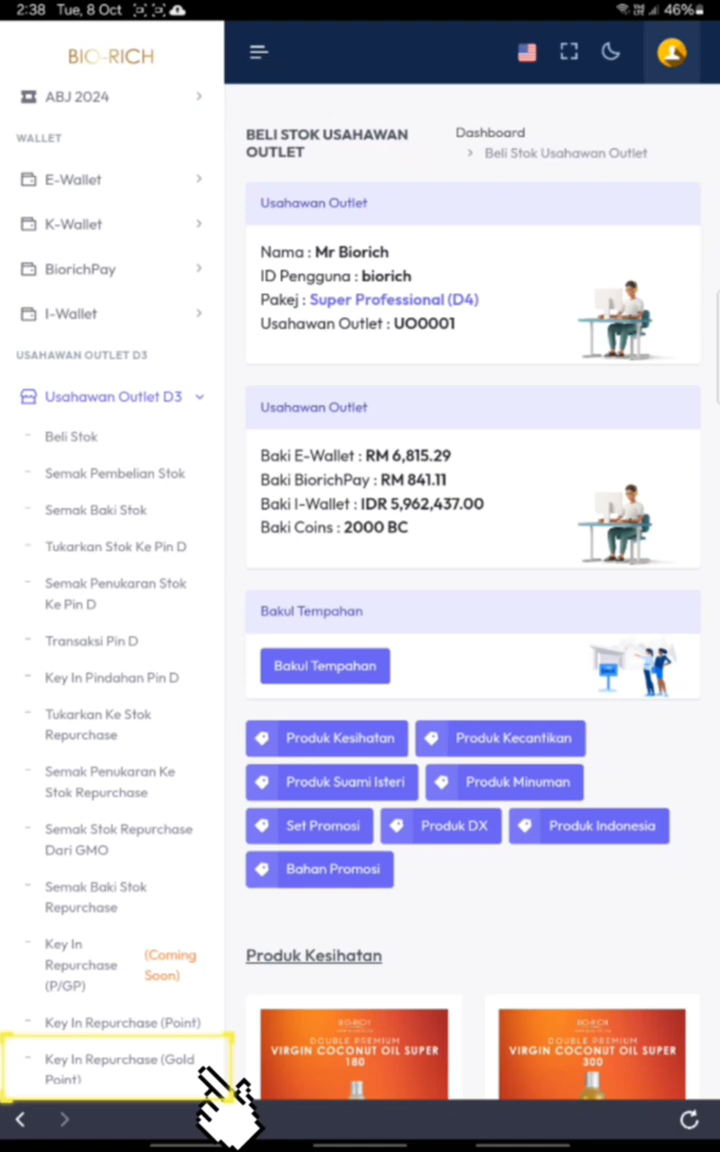 2:38 Tue, 8 Oct
46%
BIO-RICH
ABJ 2024
WALLET
E-Wallet
K-Wallet
BiorichPay
I-Wallet
USAHAWAN OUTLET D3
Usahawan Outlet D3
- Beli Stok
- Semak Pembelian Stok
- Semak Baki Stok
- Tukarkan Stok Ke Pin D
- Semak Penukaran Stok
Ke Pin D
- Transaksi Pin D
- Key In Pindahan Pin D
- Tukarkan Ke Stok
Repurchase
- Semak Penukaran Ke
Stok Repurchase
- Semak Stok Repurchase
Dari GMO
- Semak Baki Stok
Repurchase
- Key In
Repurchase
(P/GP)
(Coming
Soon)
- Key In Repurchase (Point)
- Key In Repurchase (Gold
Point)
BELI STOK USAHAWAN
OUTLET
Dashboard
> Beli Stok Usahawan Outlet
Usahawan Outlet
Nama : Mr Biorich
ID Pengguna : biorich
Pakej : Super Professional (D4)
Usahawan Outlet : UO0001
Usahawan Outlet
Baki E-Wallet : RM 6,815.29
Baki BiorichPay : RM 841.11
Baki I-Wallet : IDR 5,962,437.00
Baki Coins : 2000 BC
Bakul Tempahan
Bakul Tempahan
Produk Kesihatan
Produk Kecantikan
Produk Suami Isteri
Produk Minuman
Set Promosi
Produk DX
Produk Indonesia
Bahan Promosi
Produk Kesihatan
BIO-RICH
DOUBLE PREMIUM
VIRGIN COCONUT OIL SUPER
180
BIO-RICH
DOUBLE PREMIUM
VIRGIN COCONUT OIL SUPER
300